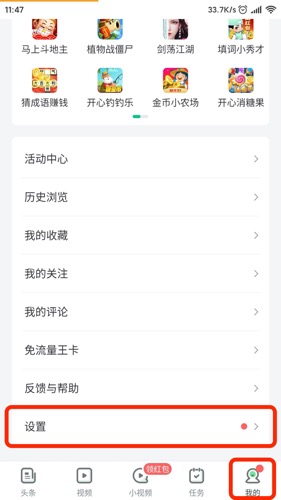 11:47 33.7K/s
马上斗地主 植物战僵尸 剑荡江湖 填词小秀才
猜成语赚钱 开心钓钓乐 金币小农场 开心消糖果
活动中心
历史浏览
我的收藏
我的关注
我的评论
免流量王卡
反馈与帮助
设置
领红包
头条 视频 小视频 任务 我的